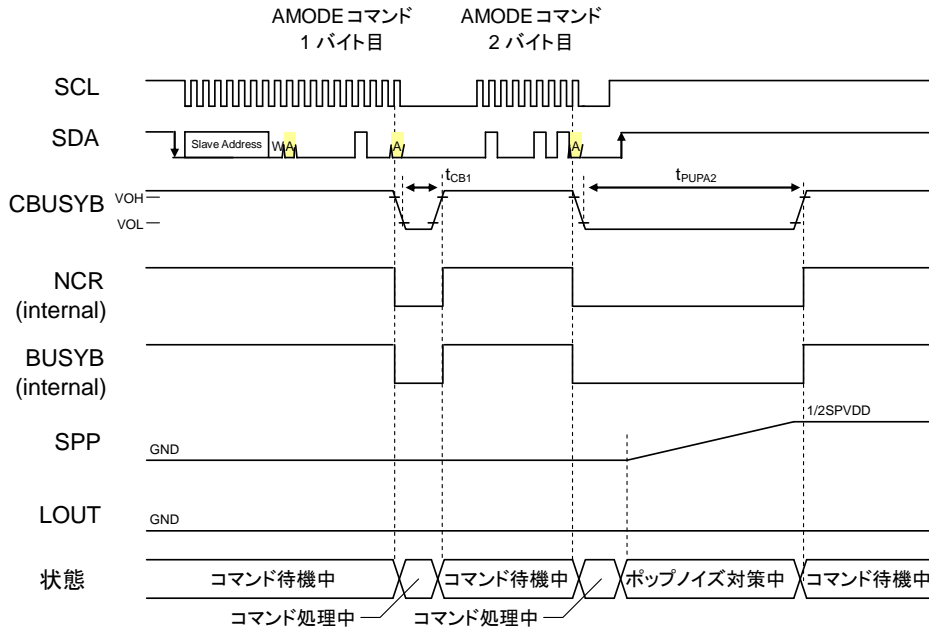 AMODEコマンド
1 バイト目
AMODEコマンド
2 バイト目
SCL
SDA
Slave Address
W
A
A
A
CBUSYB
VOH
VOL
tCB1
tPUPA2
NCR
(internal)
BUSYB
(internal)
SPP
GND
1/2SPVDD
LOUT
GND
状態
コマンド待機中
コマンド待機中
ポップノイズ対策中
コマンド待機中
コマンド処理中
コマンド処理中